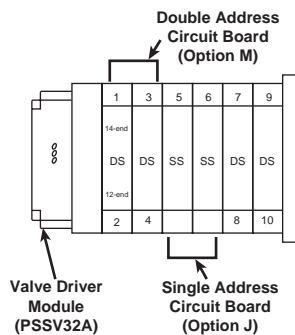 Double Address
Circuit Board
(Option M)
1 3 5 6 7 9
14-end
DS DS SS SS DS DS
12-end
2 4 8 10
Valve Driver
Module
(PSSV32A)
Single Address
Circuit Board
(Option J)